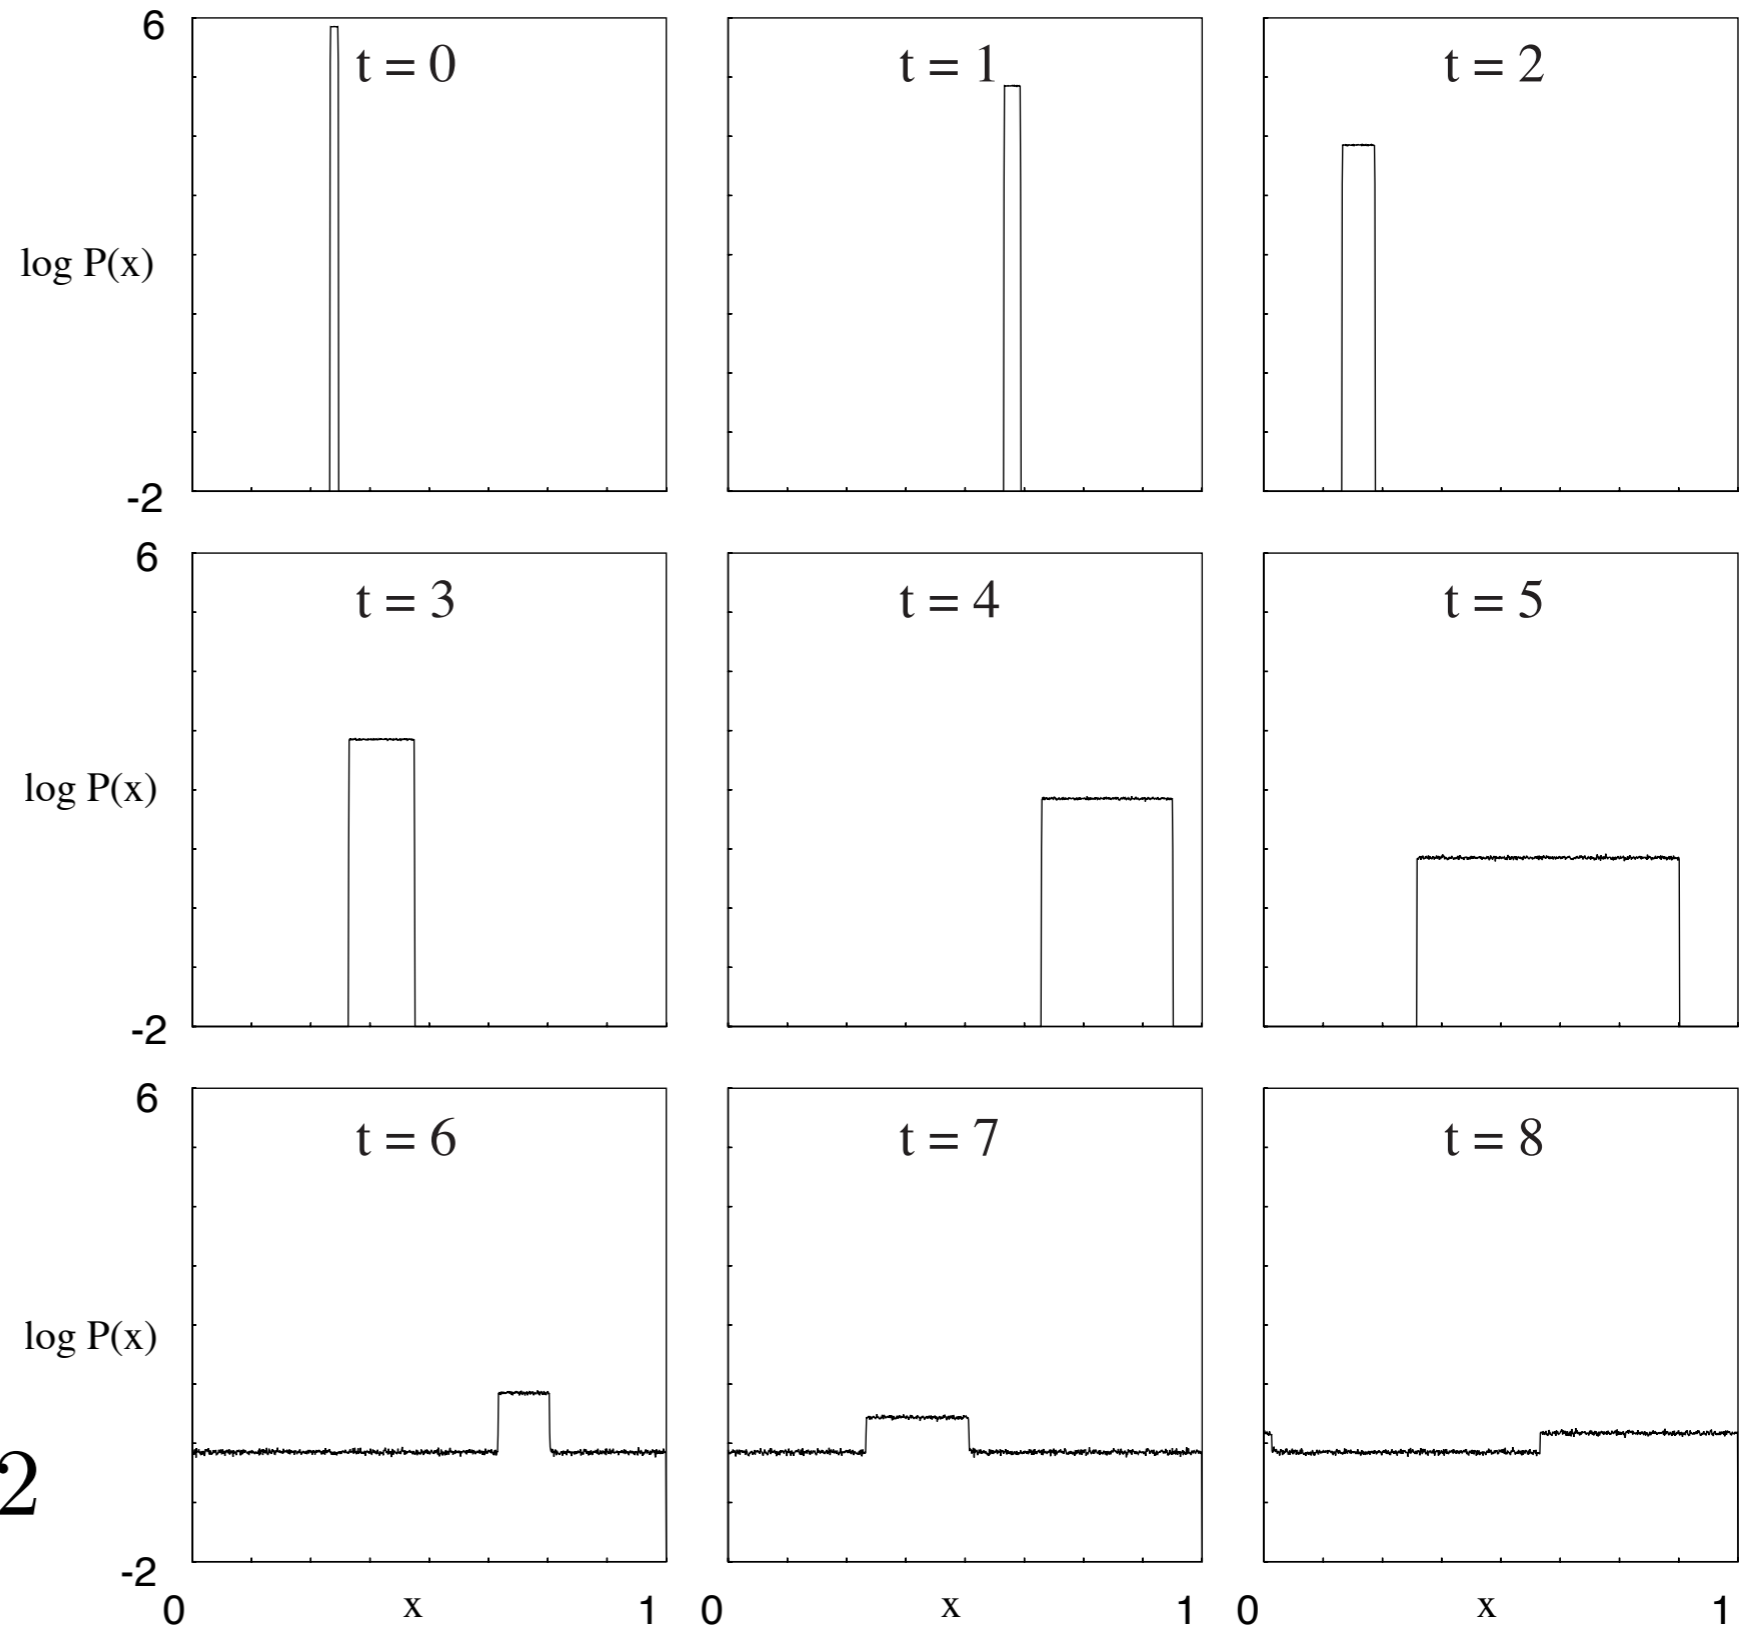 6
t = 0 t = 1 t = 2
log P(x)
-2
6
t = 3 t = 4 t = 5
log P(x)
-2
6
t = 6 t = 7 t = 8
log P(x)
2
-2
0 x 1 0 x 1 0 x 1